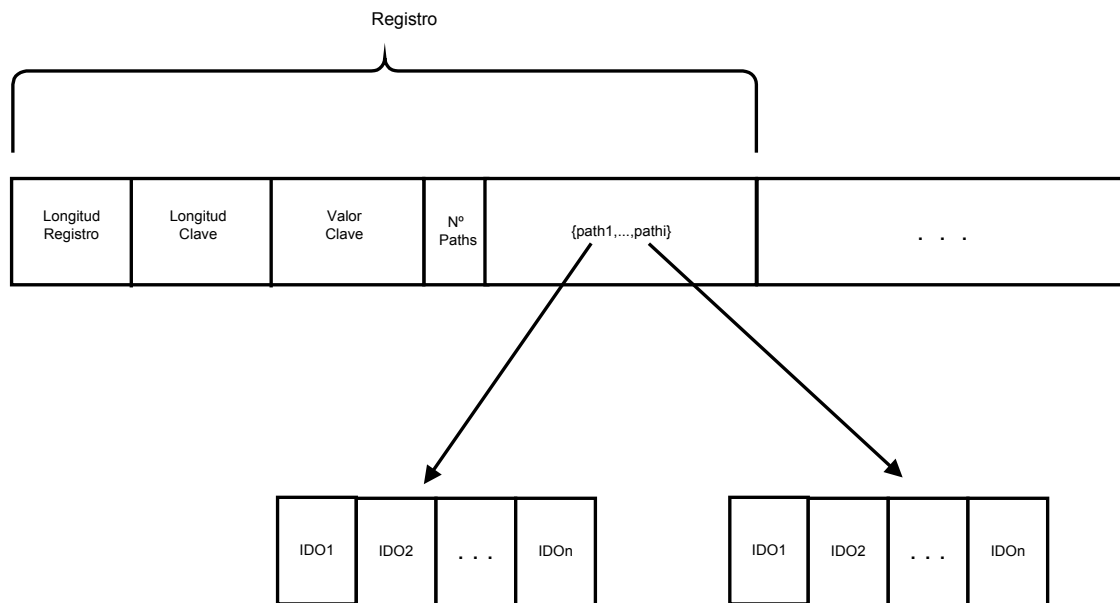 Registro
Longitud
Registro
Longitud
Clave
Valor
Clave
Nº
Paths
{path1,...,pathi}
. . .
IDO1
IDO2
. . .
IDOn
IDO1
IDO2
. . .
IDOn